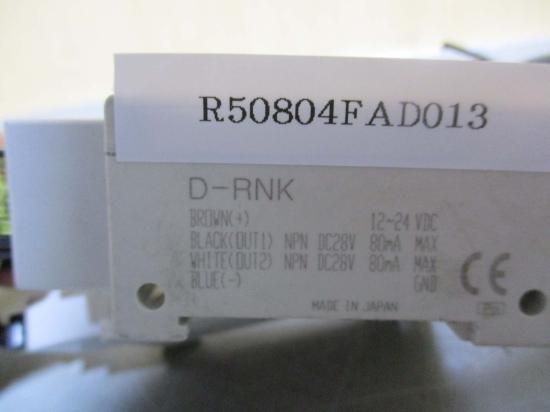 R50804FAD013
D-RNK
BROWN(+) 12~24 VDC
BLACK(OUT1) NPN DC28V 80mA MAX
WHITE(OUT2) NPN DC28V 80mA MAX
BLUE(-) GND
CE
MADE IN JAPAN